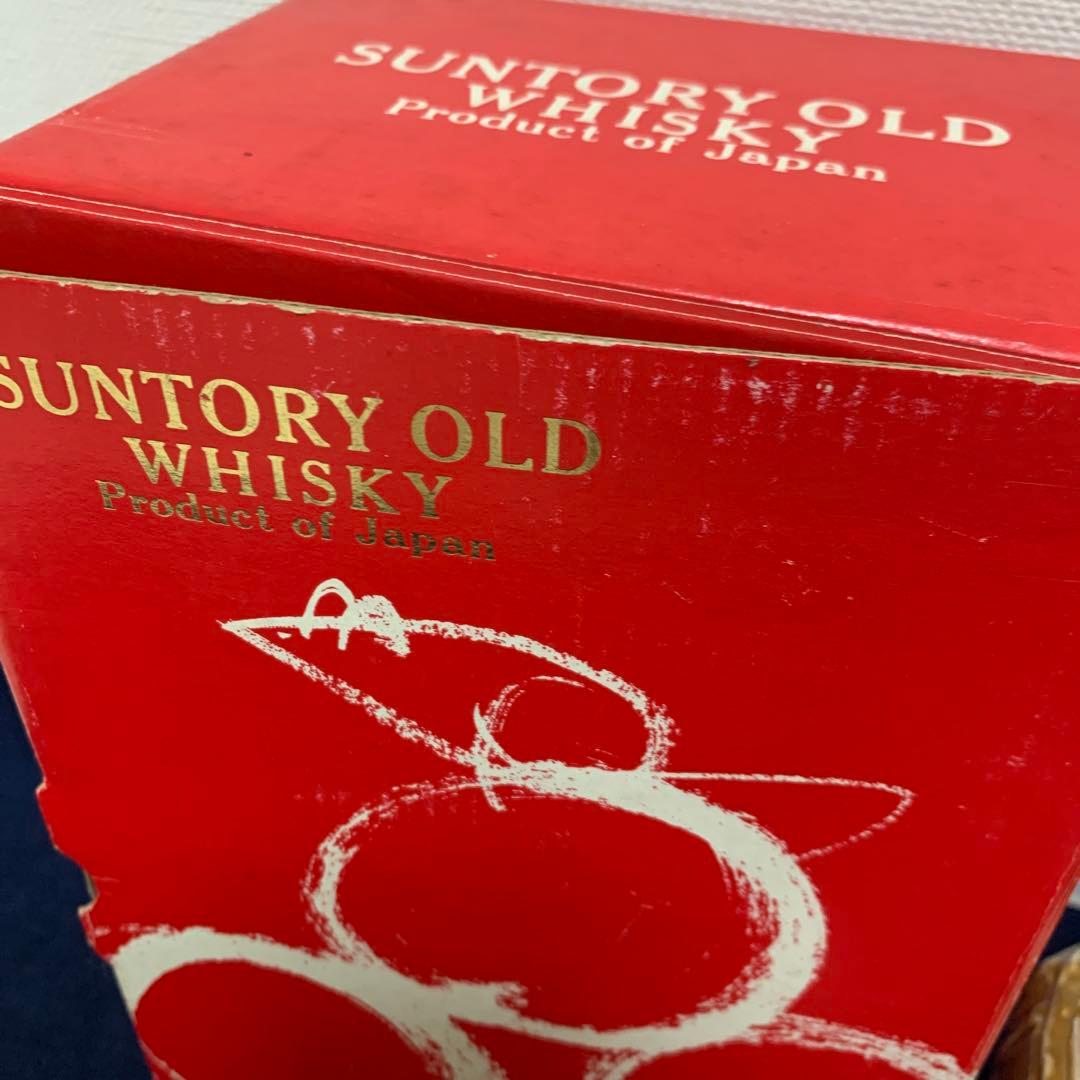 SUNTORY OLD
WHISKY
Product of Japan
SUNTORY OLD
WHISKY
Product of Japan